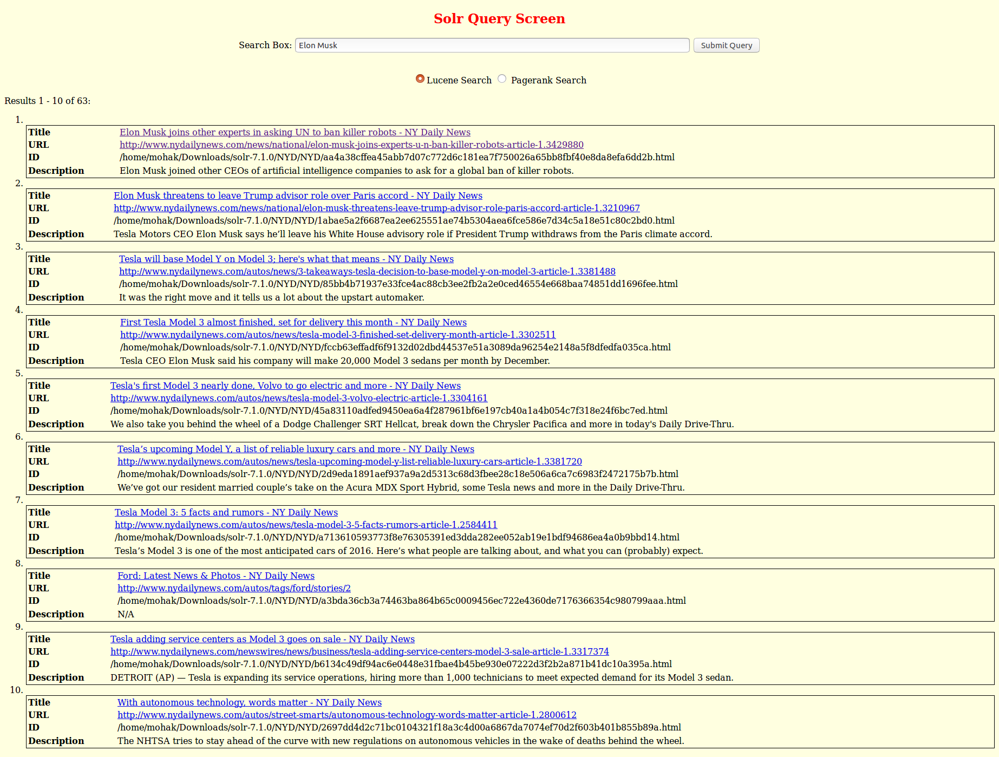 Solr Query Screen
Search Box: Elon Musk Submit Query
Lucene Search Pagerank Search
Results 1 - 10 of 63:
1.
Title Elon Musk joins other experts in asking UN to ban killer robots - NY Daily News
URL http://www.nydailynews.com/news/national/elon-musk-joins-experts-u-n-ban-killer-robots-article-1.3429880
ID /home/mohak/Downloads/solr-7.1.0/NYD/NYD/aa4a38cffea45abb7d07c772d6c181ea7f750026a65bb8fbf40e8da8efa6dd2b.html
Description Elon Musk joined other CEOs of artificial intelligence companies to ask for a global ban of killer robots.
2.
Title Elon Musk threatens to leave Trump advisor role over Paris accord - NY Daily News
URL http://www.nydailynews.com/news/national/elon-musk-threatens-leave-trump-advisor-role-paris-accord-article-1.3210967
ID /home/mohak/Downloads/solr-7.1.0/NYD/NYD/1abae5a2f6687ea2ee625551ae74b5304aea6fce586e7d34c5a18e51c80c2bd0.html
Description Tesla Motors CEO Elon Musk says he’ll leave his White House advisory role if President Trump withdraws from the Paris climate accord.
3.
Title Tesla will base Model Y on Model 3; here's what that means - NY Daily News
URL http://www.nydailynews.com/autos/news/3-takeaways-tesla-decision-to-base-model-y-on-model-3-article-1.3381488
ID /home/mohak/Downloads/solr-7.1.0/NYD/NYD/85bb4b71937e33fce4ac88cb3ee2fb2a2e0ced46554e668baa74851dd1696fee.html
Description It was the right move and it tells us a lot about the upstart automaker.
4.
Title First Tesla Model 3 almost finished, set for delivery this month - NY Daily News
URL http://www.nydailynews.com/autos/news/tesla-model-3-finished-set-delivery-month-article-1.3302511
ID /home/mohak/Downloads/solr-7.1.0/NYD/NYD/fccb63effadf6f9132d02dbd44537e51a3089da96254e2148a5f8dfedfa035ca.html
Description Tesla CEO Elon Musk said his company will make 20,000 Model 3 sedans per month by December.
5.
Title Tesla's first Model 3 nearly done, Volvo to go electric and more - NY Daily News
URL http://www.nydailynews.com/autos/news/tesla-model-3-volvo-electric-article-1.3304161
ID /home/mohak/Downloads/solr-7.1.0/NYD/NYD/45a83110adfed9450ea6a4f287961bf6e197cb40a1a4b054c7f318e24f6bc7ed.html
Description We also take you behind the wheel of a Dodge Challenger SRT Hellcat, break down the Chrysler Pacifica and more in today's Daily Drive-Thru.
6.
Title Tesla’s upcoming Model Y, a list of reliable luxury cars and more - NY Daily News
URL http://www.nydailynews.com/autos/news/tesla-upcoming-model-y-list-reliable-luxury-cars-article-1.3381720
ID /home/mohak/Downloads/solr-7.1.0/NYD/NYD/2d9eda1891aef937a9a2d5313c68d3fbee28c18e506a6ca7c6983f2472175b7b.html
Description We’ve got our resident married couple’s take on the Acura MDX Sport Hybrid, some Tesla news and more in the Daily Drive-Thru.
7.
Title Tesla Model 3: 5 facts and rumors - NY Daily News
URL http://www.nydailynews.com/autos/news/tesla-model-3-5-facts-rumors-article-1.2584411
ID /home/mohak/Downloads/solr-7.1.0/NYD/NYD/a713610593773f8e76305391ed3dda282ee052ab19e1bdf94686ea4a0b9bbd14.html
Description Tesla’s Model 3 is one of the most anticipated cars of 2016. Here’s what people are talking about, and what you can (probably) expect.
8.
Title Ford: Latest News & Photos - NY Daily News
URL http://www.nydailynews.com/autos/tags/ford/stories/2
ID /home/mohak/Downloads/solr-7.1.0/NYD/NYD/a3bda36cb3a74463ba864b65c0009456ec722e4360de7176366354c980799aaa.html
Description N/A
9.
Title Tesla adding service centers as Model 3 goes on sale - NY Daily News
URL http://www.nydailynews.com/newswires/news/business/tesla-adding-service-centers-model-3-sale-article-1.3317374
ID /home/mohak/Downloads/solr-7.1.0/NYD/NYD/b6134c49df94ac6e0448e31fbae4b45be930e07222d3f2b2a871b41dc10a395a.html
Description DETROIT (AP) — Tesla is expanding its service operations, hiring more than 1,000 technicians to meet expected demand for its Model 3 sedan.
10.
Title With autonomous technology, words matter - NY Daily News
URL http://www.nydailynews.com/autos/street-smarts/autonomous-technology-words-matter-article-1.2800612
ID /home/mohak/Downloads/solr-7.1.0/NYD/NYD/2697dd4d2c71bc0104321f18a3c4d00a6867da7074ef70d2f603b401b855b89a.html
Description The NHTSA tries to stay ahead of the curve with new regulations on autonomous vehicles in the wake of deaths behind the wheel.